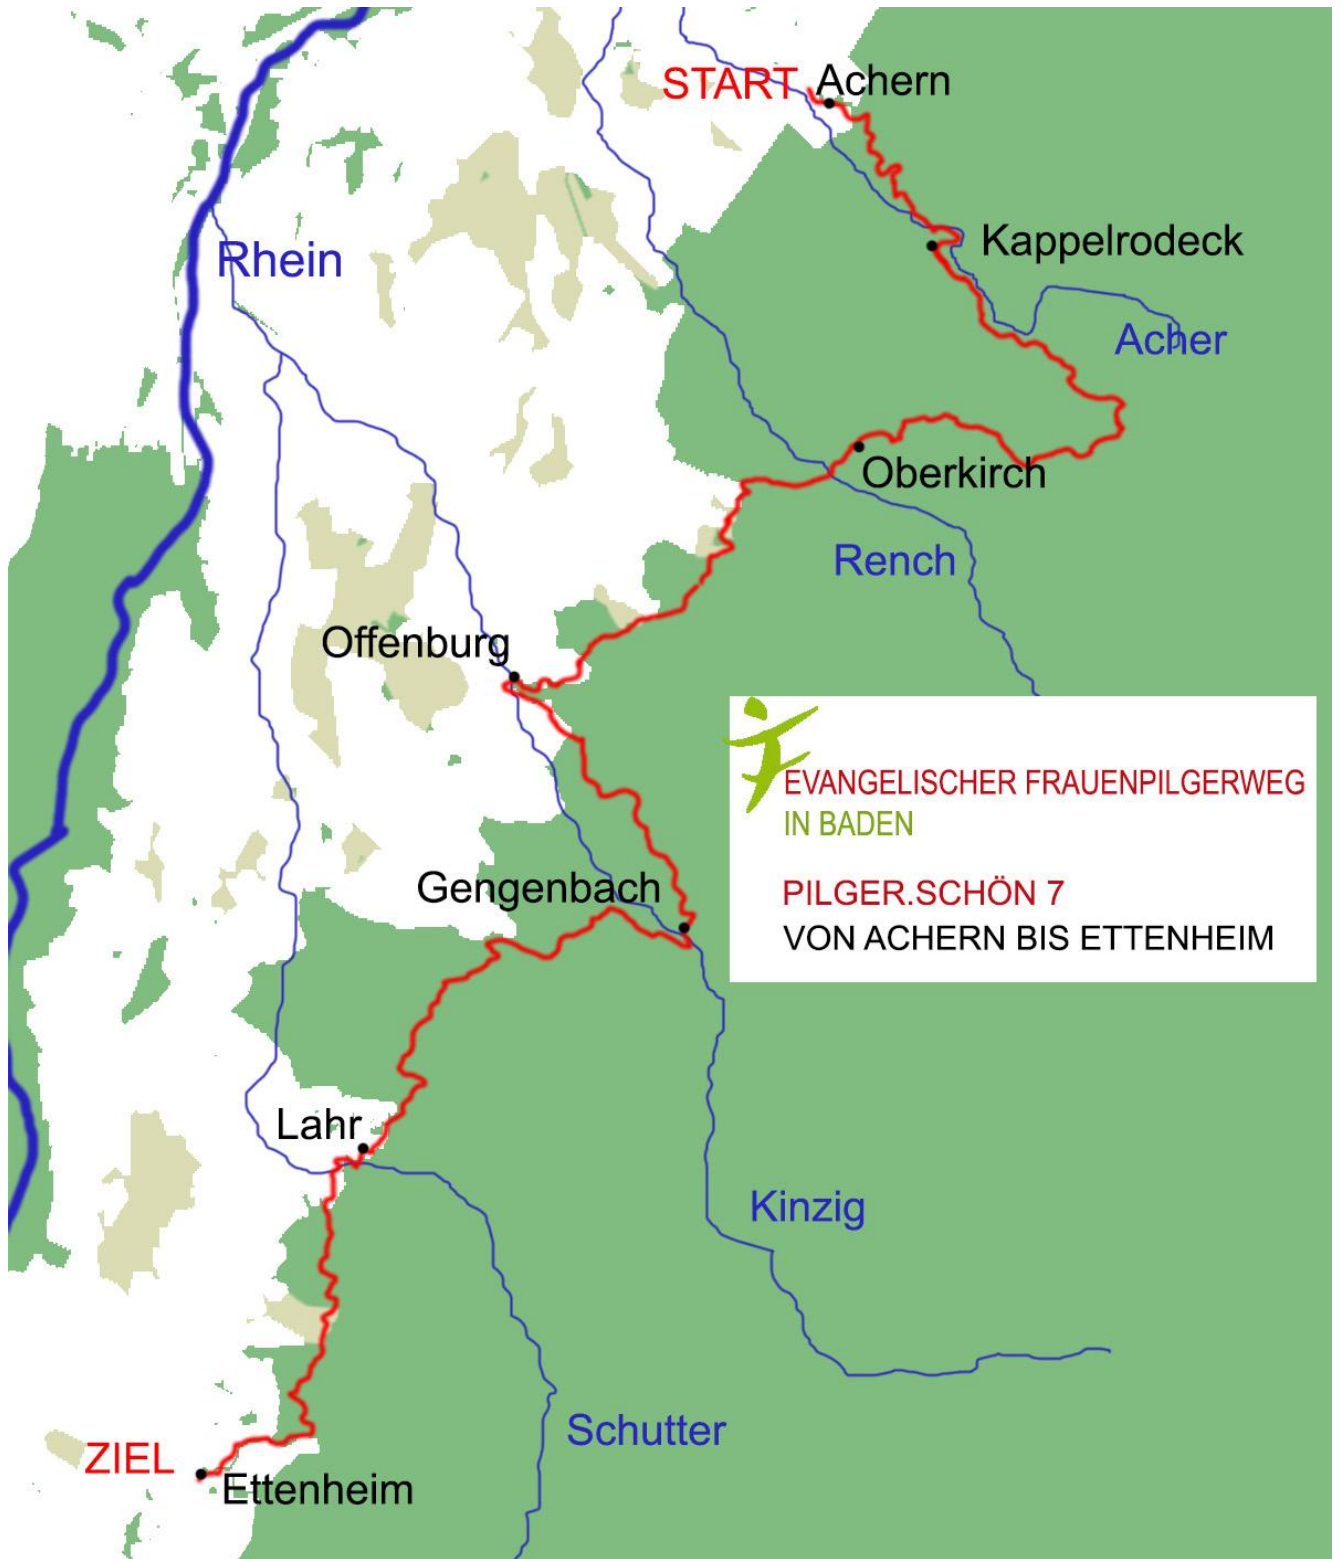 START
Achern
Kappelrodeck
Rhein
Acher
Oberkirch
Rench
Offenburg
EVANGELISCHER FRAUENPILGERWEG
IN BADEN
Gengenbach
PILGER.SCHÖN 7
VON ACHERN BIS ETTENHEIM
Lahr
Kinzig
Schutter
ZIEL
Ettenheim